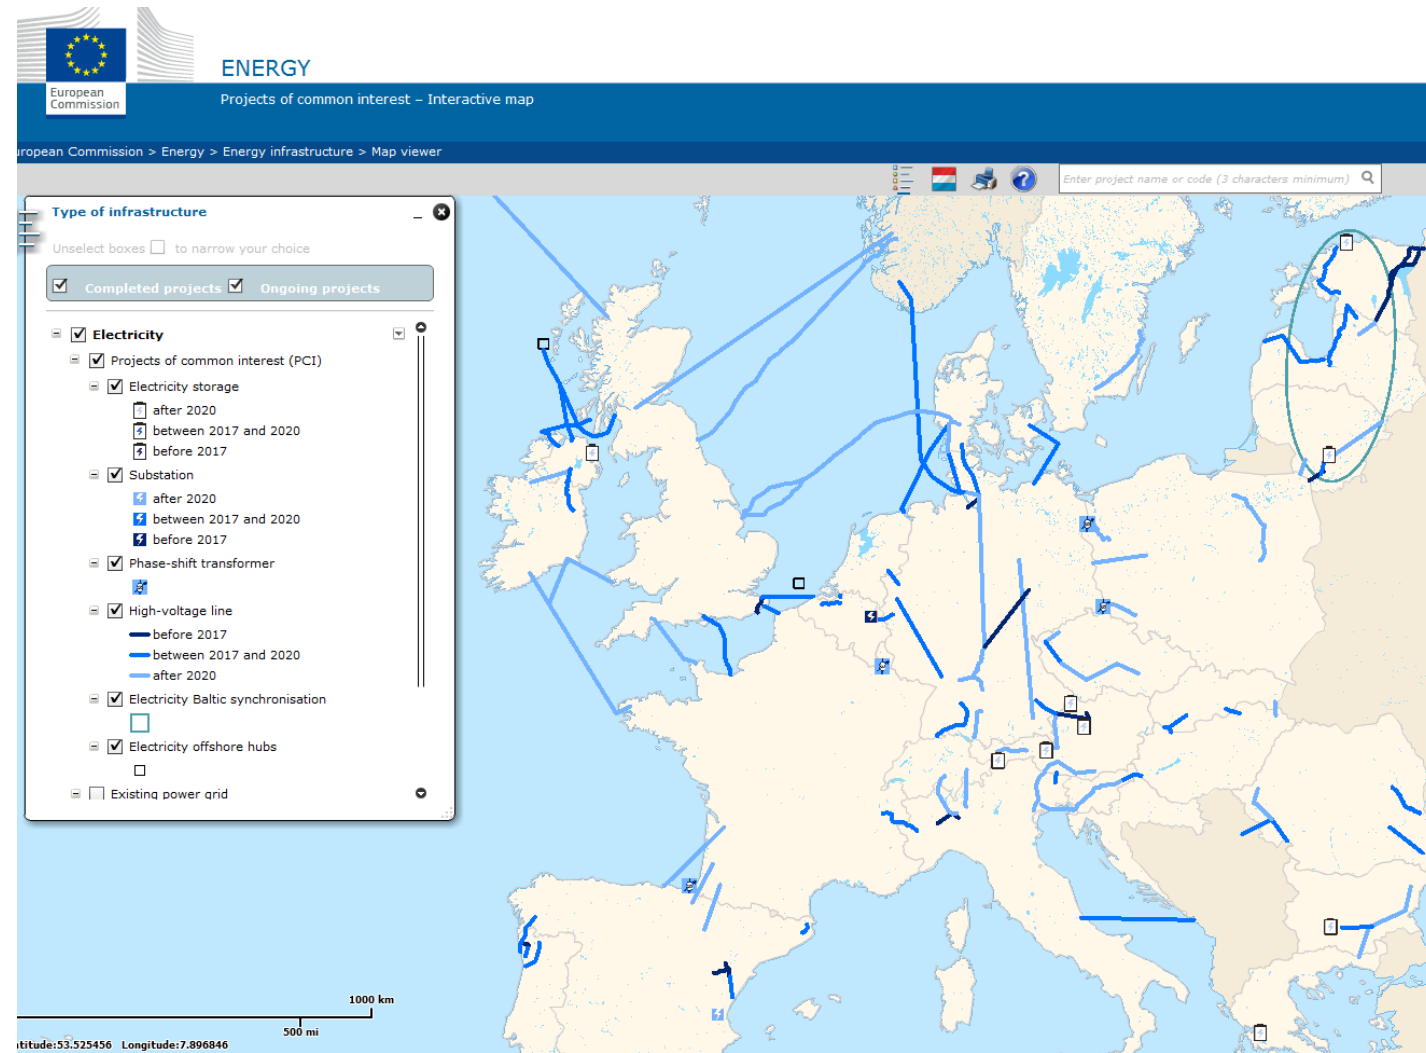 European
Commission
ENERGY
Projects of common interest – Interactive map
uropean Commission > Energy > Energy infrastructure > Map viewer
Enter project name or code (3 characters minimum)
Type of infrastructure
Unselect boxes to narrow your choice
Completed projects Ongoing projects
Electricity
Projects of common interest (PCI)
Electricity storage
after 2020
between 2017 and 2020
before 2017
Substation
after 2020
between 2017 and 2020
before 2017
Phase-shift transformer
High-voltage line
before 2017
between 2017 and 2020
after 2020
Electricity Baltic synchronisation
Electricity offshore hubs
Existing power grid
1000 km
500 mi
atitude:53.525456 Longitude:7.896846